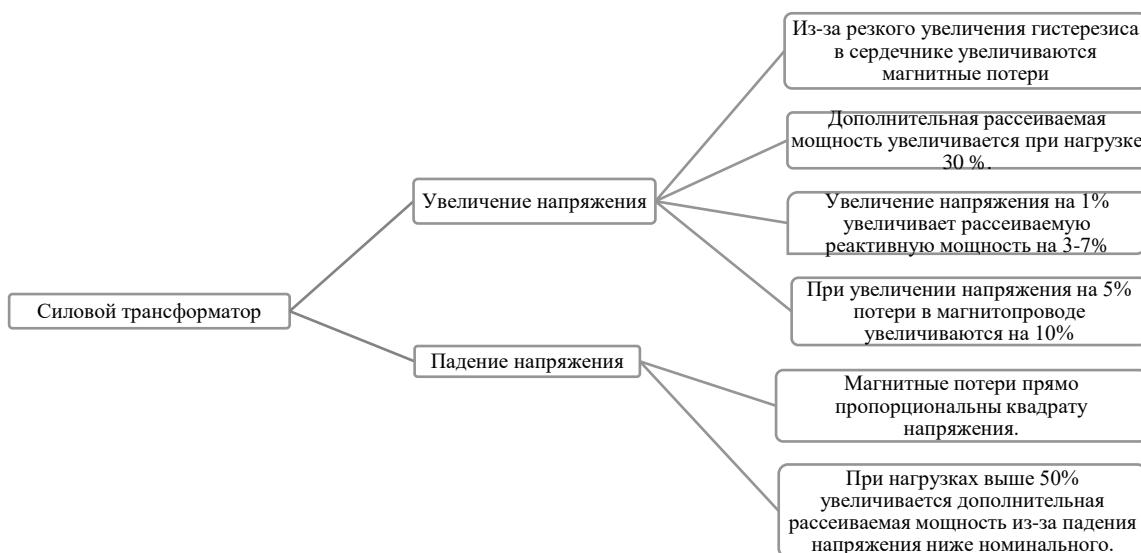 Силовой трансформатор
Увеличение напряжения
Из-за резкого увеличения гистерезиса
в сердечнике увеличиваются
магнитные потери
Дополнительная рассеиваемая
мощность увеличивается при нагрузке
30 %.
Увеличение напряжения на 1%
увеличивает рассеиваемую
реактивную мощность на 3-7%
При увеличении напряжения на 5%
потери в магнитопроводе
увеличиваются на 10%
Падение напряжения
Магнитные потери прямо
пропорциональны квадрату
напряжения.
При нагрузках выше 50%
увеличивается дополнительная
рассеиваемая мощность из-за падения
напряжения ниже номинального.